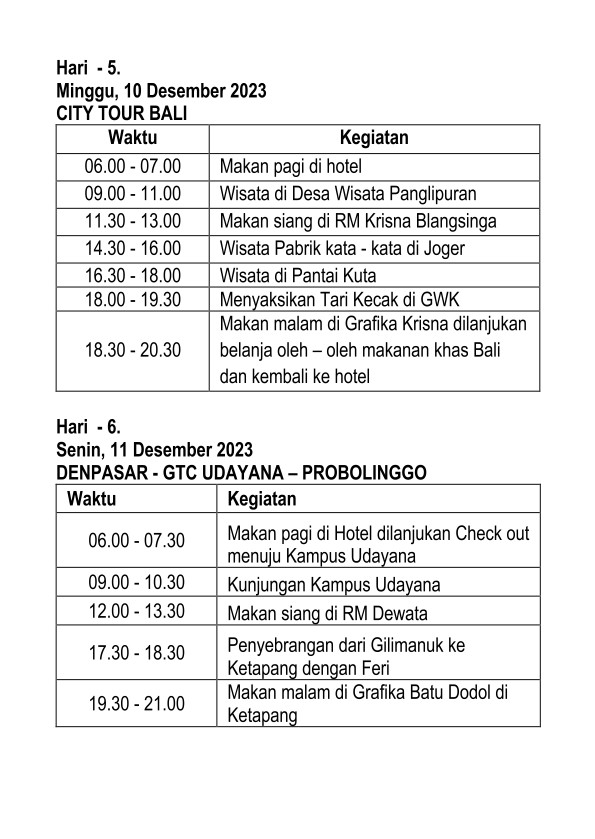 Hari - 5.
Minggu, 10 Desember 2023
CITY TOUR BALI
Waktu Kegiatan
06.00 - 07.00 Makan pagi di hotel
09.00 - 11.00 Wisata di Desa Wisata Panglipuran
11.30 - 13.00 Makan siang di RM Krisna Blangsinga
14.30 - 16.00 Wisata Pabrik kata - kata di Joger
16.30 - 18.00 Wisata di Pantai Kuta
18.00 - 19.30 Menyaksikan Tari Kecak di GWK
18.30 - 20.30 Makan malam di Grafika Krisna dilanjukan
belanja oleh – oleh makanan khas Bali
dan kembali ke hotel
Hari - 6.
Senin, 11 Desember 2023
DENPASAR - GTC UDAYANA – PROBOLINGGO
Waktu Kegiatan
06.00 - 07.30 Makan pagi di Hotel dilanjukan Check out
menuju Kampus Udayana
09.00 - 10.30 Kunjungan Kampus Udayana
12.00 - 13.30 Makan siang di RM Dewata
17.30 - 18.30 Penyebrangan dari Gilimanuk ke
Ketapang dengan Feri
19.30 - 21.00 Makan malam di Grafika Batu Dodol di
Ketapang